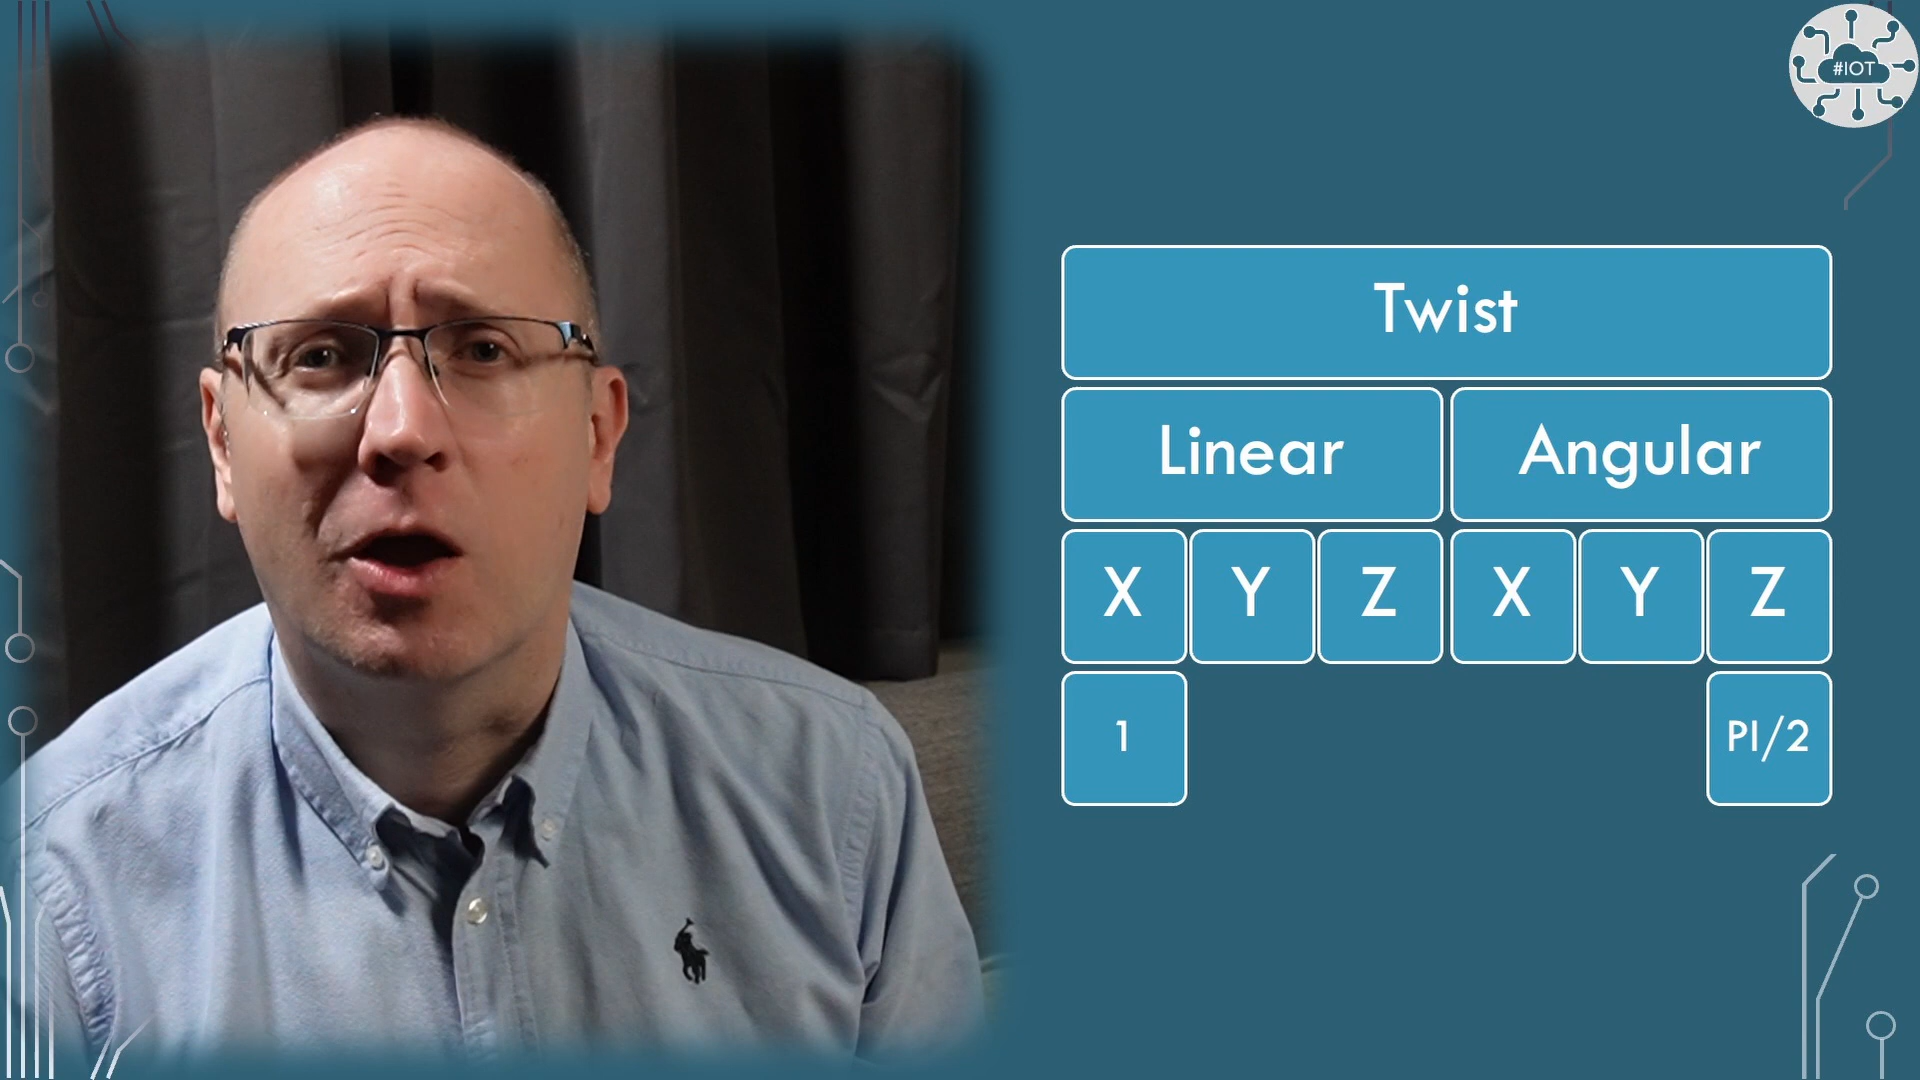 #IOT
Twist
Linear Angular
X Y Z X Y Z
1 PI/2